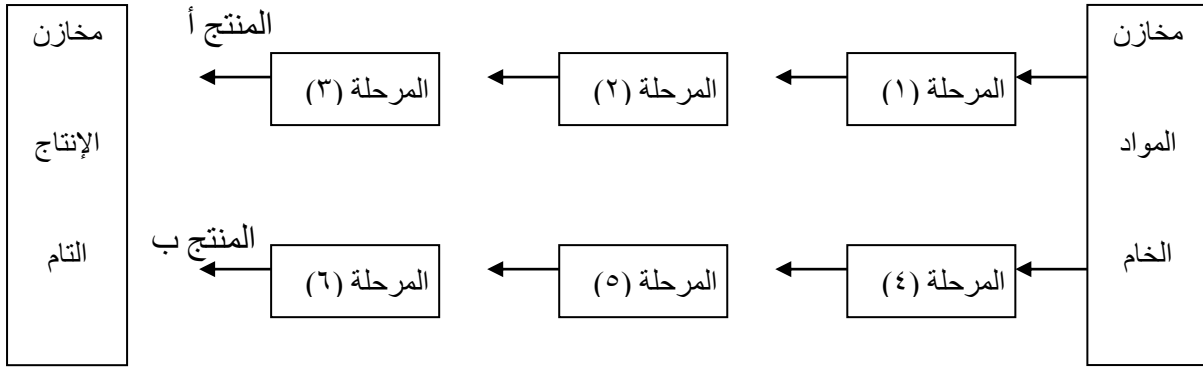 مخازن
المواد
الخام
المرحلة (١)
المرحلة (٢)
المرحلة (٣)
المنتج أ
المرحلة (٤)
المرحلة (٥)
المرحلة (٦)
المنتج ب
مخازن
الإنتاج
التام